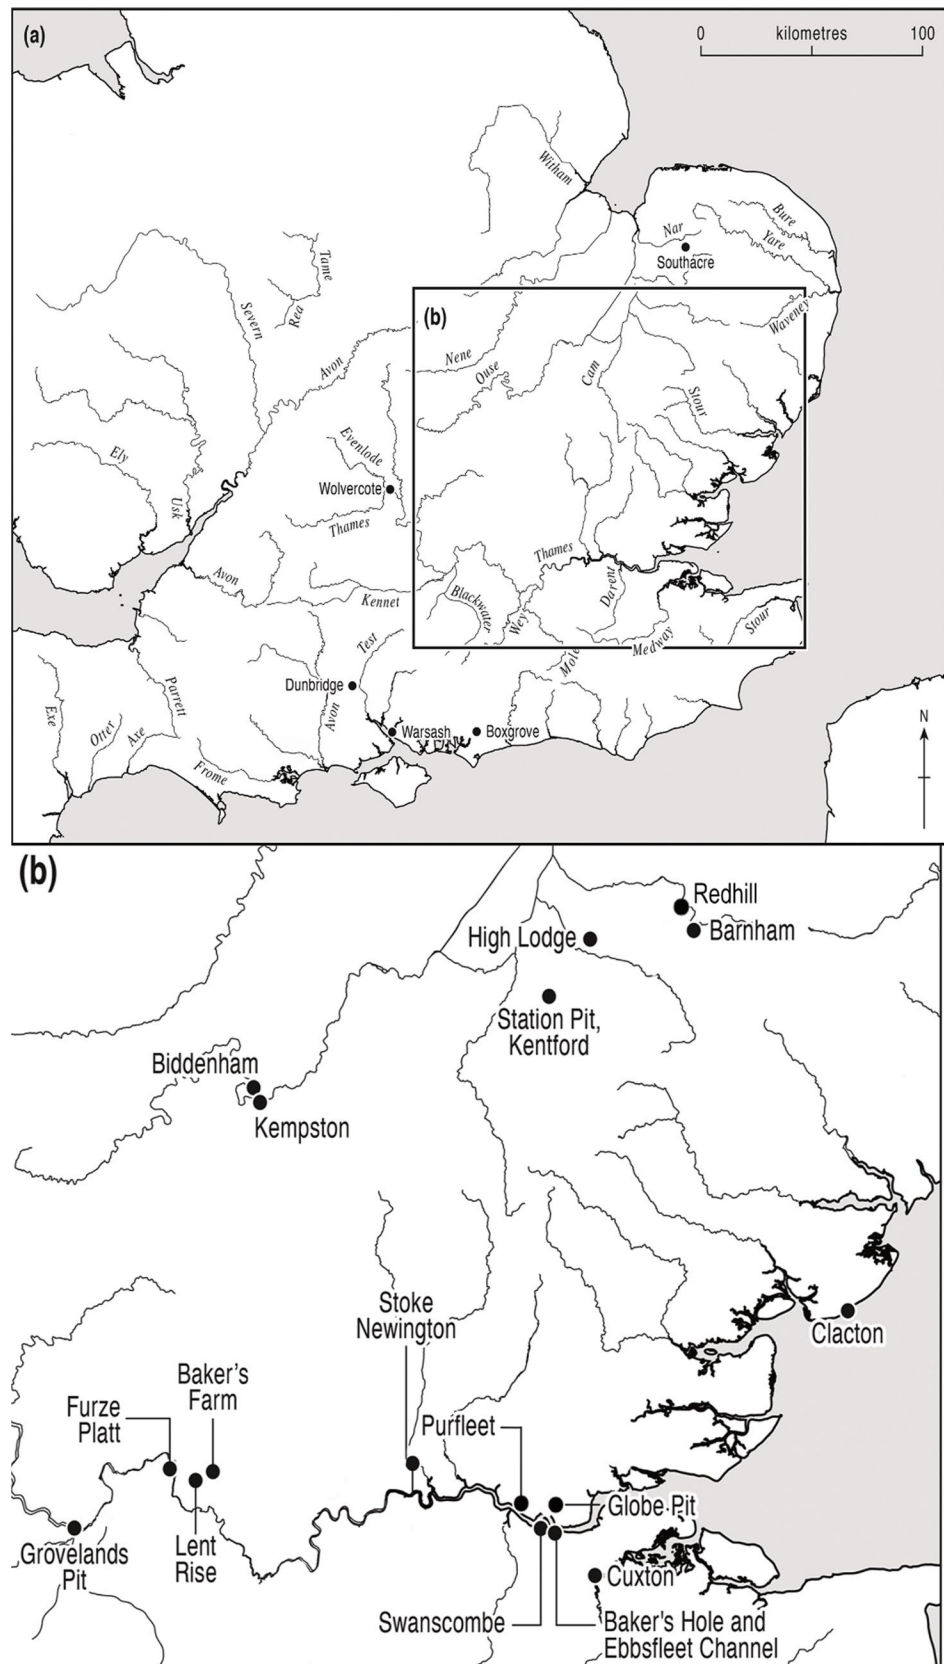 (a)
0 kilometres 100
Witham
Nar
Bure
Yare
Southacre
Tame
Rea
Severn
(b)
Waveney
Avon
Nene
Ouse
Cam
Stour
Evenlode
Ely
Wolvercote
Usk
Thames
Thames
Avon
Kennet
Blackwater
Wey
Darent
Stour
Test
Mole
Medway
Dunbridge
Parrett
Exe
Otter
Axe
Avon
Warsash
Boxgrove
Frome
N
(b)
Redhill
High Lodge
Barnham
Station Pit,
Kentford
Biddenham
Kempston
Stoke
Newington
Clacton
Baker's
Farm
Furze
Platt
Purfleet
Globe Pit
Grovelands
Pit
Lent
Rise
Cuxton
Swanscombe
Baker's Hole and
Ebbsfleet Channel